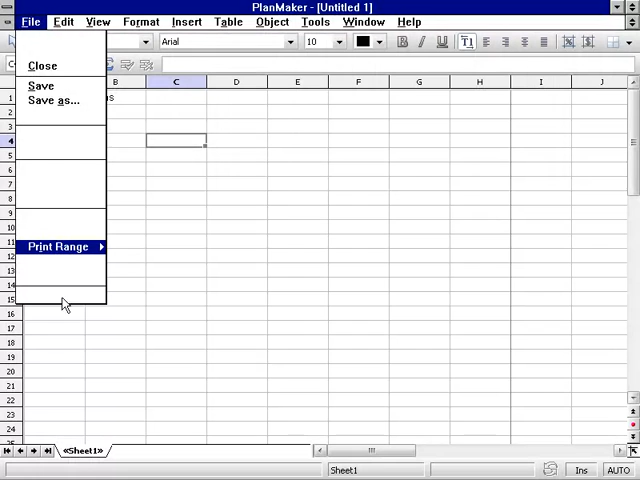 PlanMaker - [Untitled 1]
File Edit View Format Insert Table Object Tools Window Help
Arial 10 B I U
A B C D E F G H I J
Close
Save
Save as...
Print Range
1
2
3
4
5
6
7
8
9
10
11
12
13
14
15
16
17
18
19
20
21
22
23
24
«Sheet1»
Sheet1 Ins AUTO